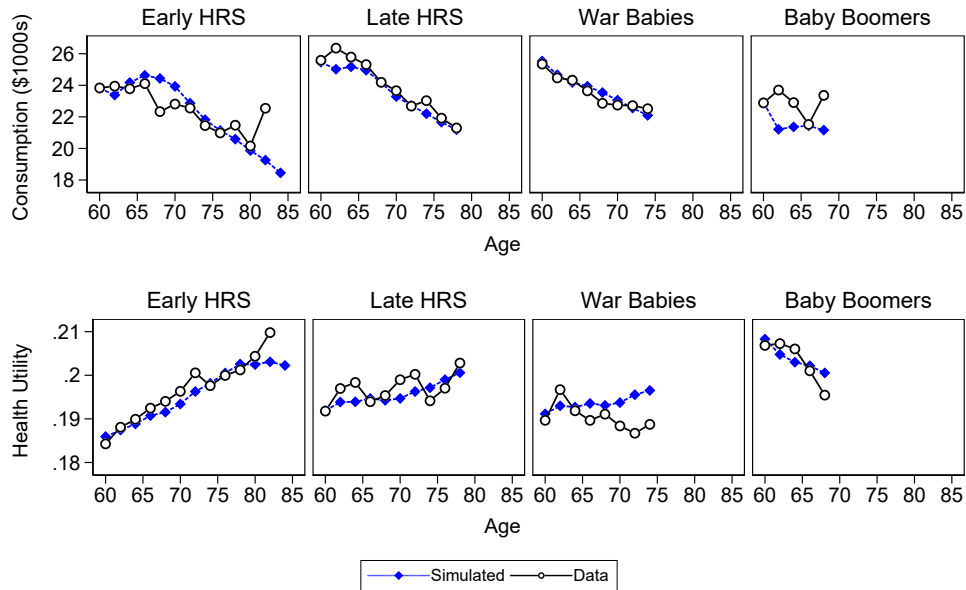 Early HRS Late HRS War Babies Baby Boomers
Consumption ($1000s)
26
24
22
20
18
60 65 70 75 80 85 60 65 70 75 80 85 60 65 70 75 80 85 60 65 70 75 80 85
Age
Early HRS Late HRS War Babies Baby Boomers
Health Utility
.21
.2
.19
.18
60 65 70 75 80 85 60 65 70 75 80 85 60 65 70 75 80 85 60 65 70 75 80 85
Age
Simulated Data